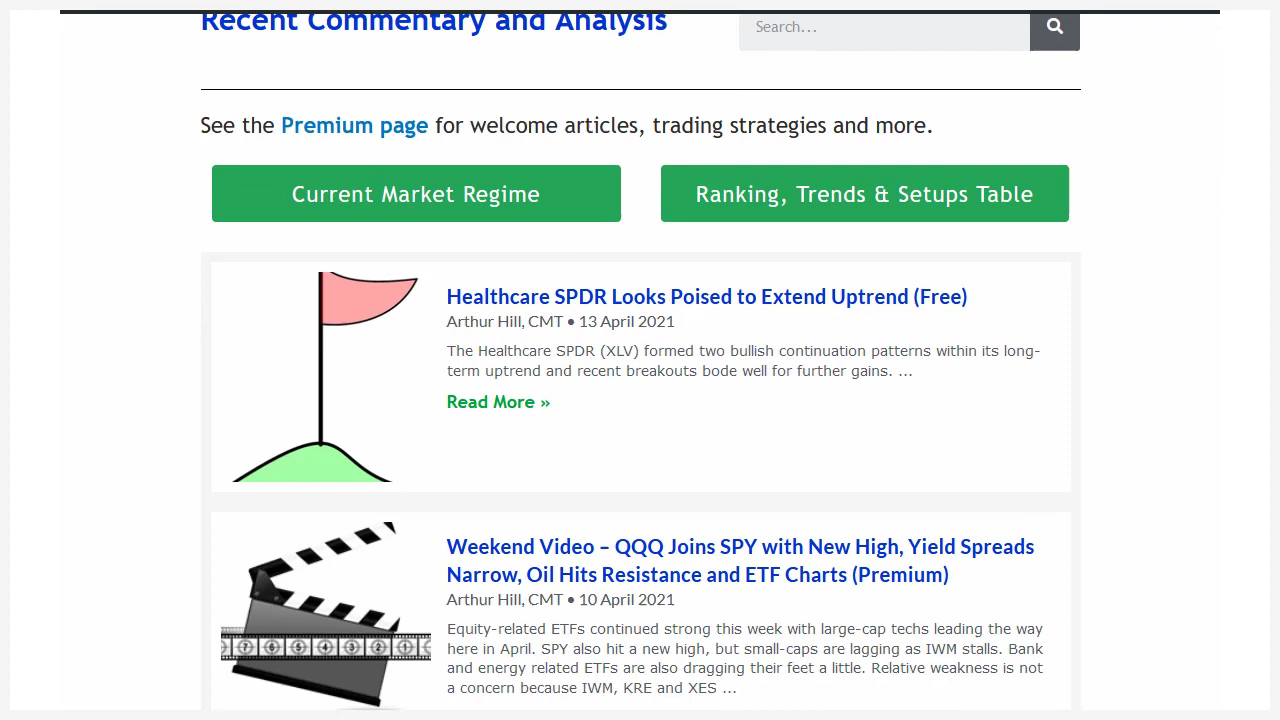 Recent Commentary and Analysis
Search...
See the Premium page for welcome articles, trading strategies and more.
Current Market Regime
Ranking, Trends & Setups Table
Healthcare SPDR Looks Poised to Extend Uptrend (Free)
Arthur Hill, CMT • 13 April 2021
The Healthcare SPDR (XLV) formed two bullish continuation patterns within its long-
term uptrend and recent breakouts bode well for further gains. ...
Read More »
Weekend Video – QQQ Joins SPY with New High, Yield Spreads
Narrow, Oil Hits Resistance and ETF Charts (Premium)
Arthur Hill, CMT • 10 April 2021
7 6 5 4 3 2 1
Equity-related ETFs continued strong this week with large-cap techs leading the way
here in April. SPY also hit a new high, but small-caps are lagging as IWM stalls. Bank
and energy related ETFs are also dragging their feet a little. Relative weakness is not
a concern because IWM, KRE and XES ...